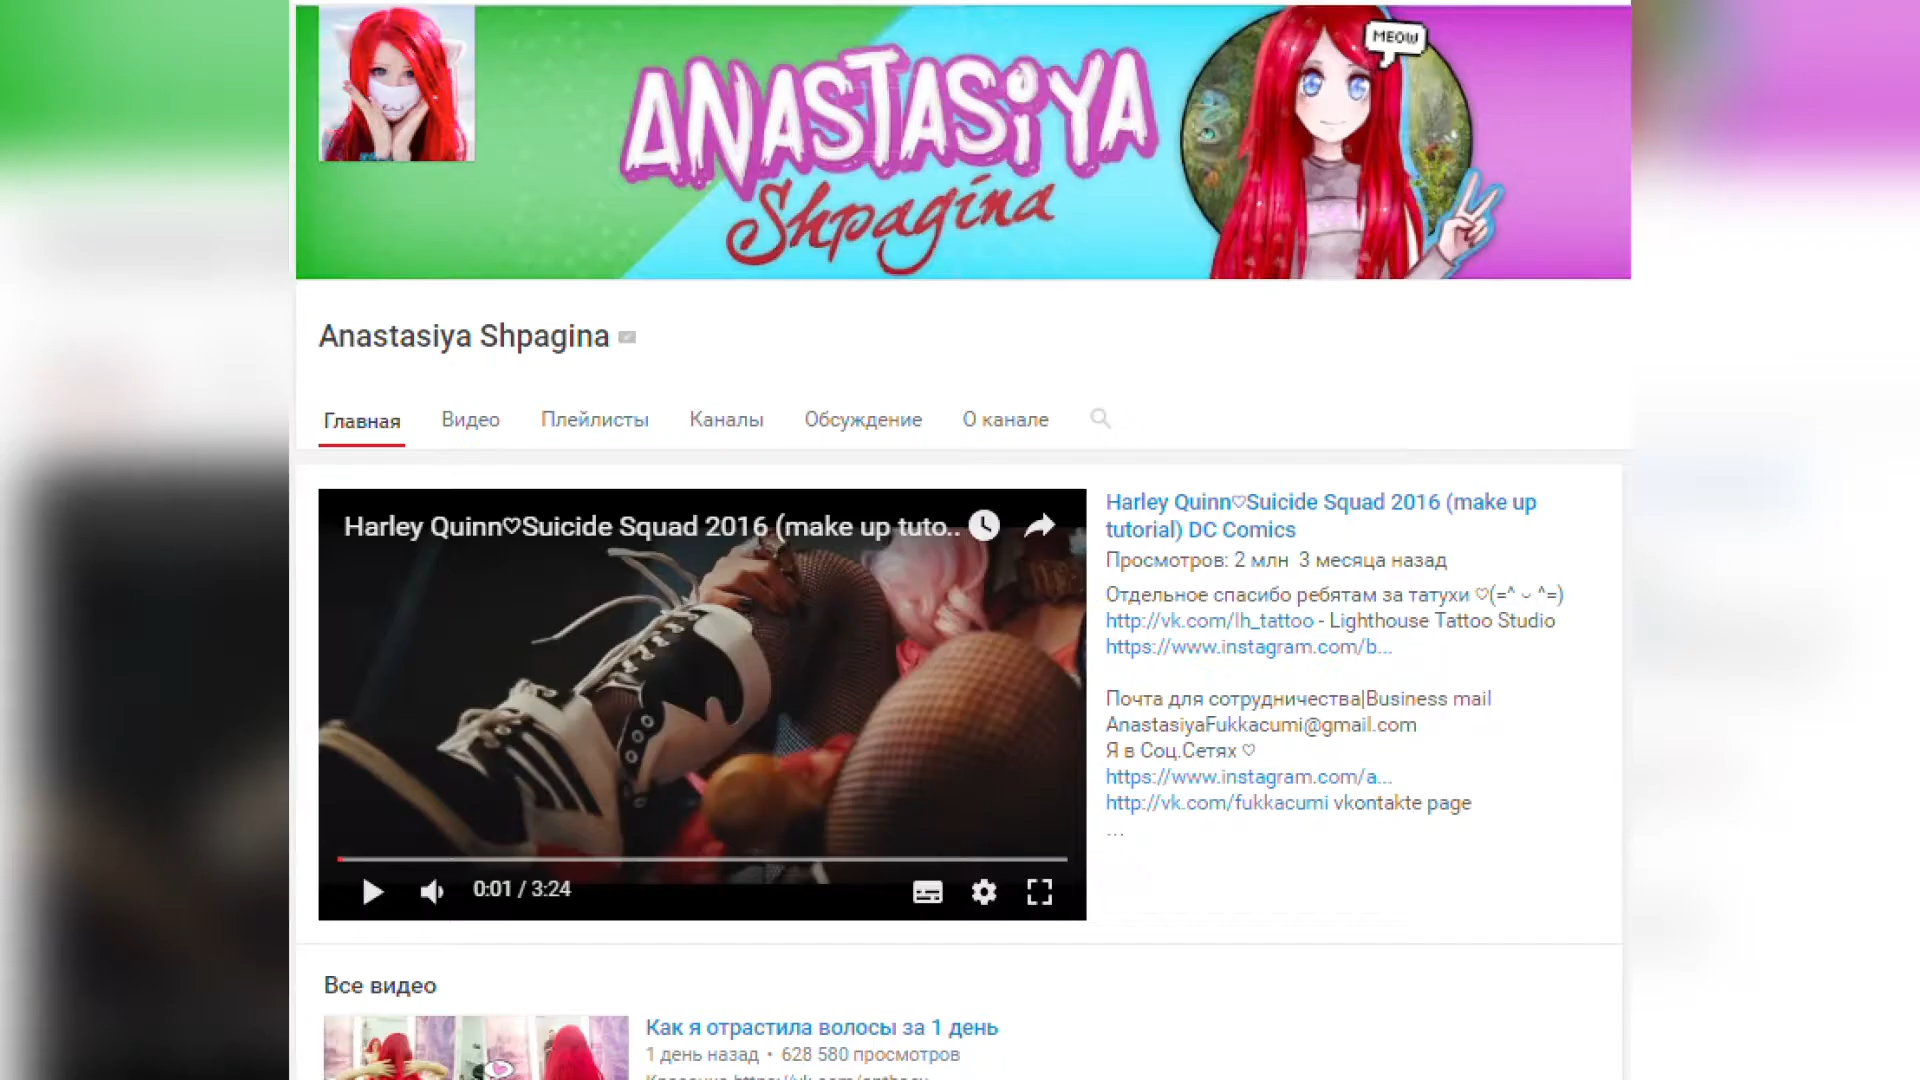 MEOW
ANASTASiYA
Shpagina
Anastasiya Shpagina
Главная Видео Плейлисты Каналы Обсуждение О канале
Harley Quinn♡Suicide Squad 2016 (make up tuto..
0:01 / 3:24
Harley Quinn♡Suicide Squad 2016 (make up
tutorial) DC Comics
Просмотров: 2 млн 3 месяца назад
Отдельное спасибо ребятам за татухи ♡(=^ ᴗ ^=)
http://vk.com/lh_tattoo - Lighthouse Tattoo Studio
https://www.instagram.com/b...
Почта для сотрудничества|Business mail
AnastasiyaFukkacumi@gmail.com
Я в Соц.Сетях ♡
https://www.instagram.com/a...
http://vk.com/fukkacumi vkontakte page
...
Все видео
Как я отрастила волосы за 1 день
1 день назад • 628 580 просмотров